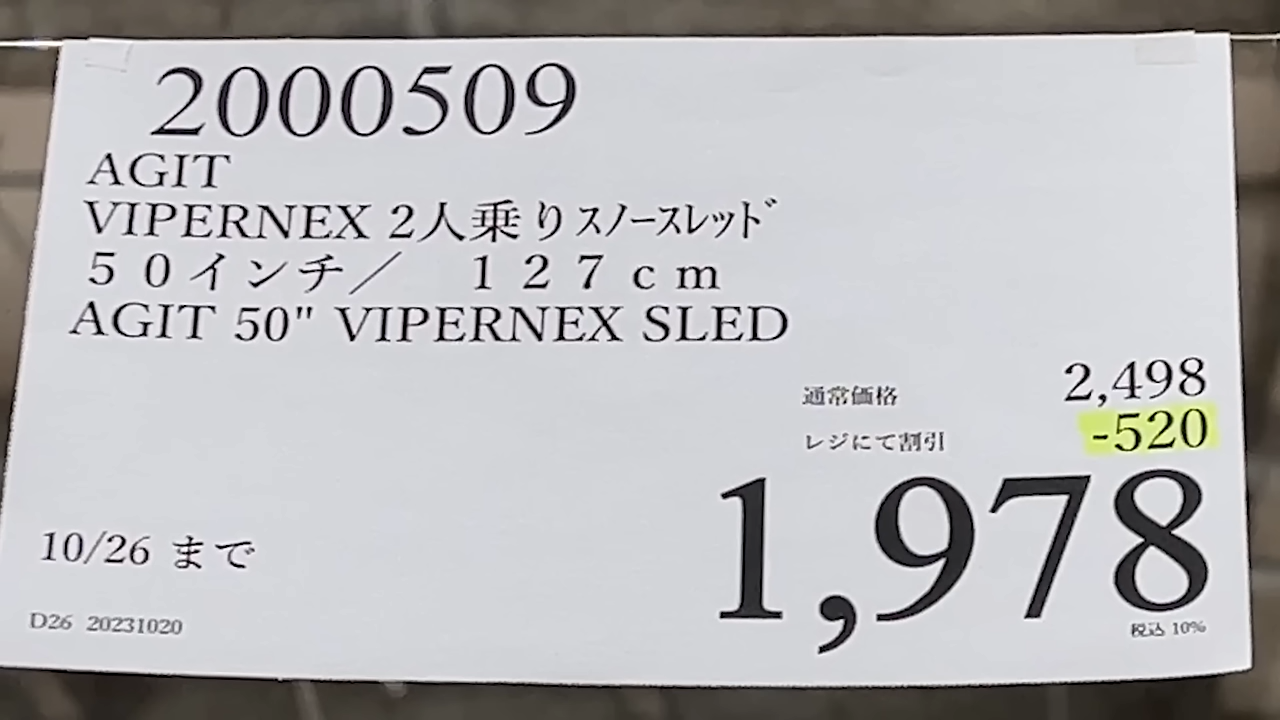 2000509
AGIT
VIPERNEX 2人乗りｽﾉｰｽﾚｯﾄﾞ
５０インチ／　１２７ｃｍ
AGIT 50" VIPERNEX SLED
通常価格 2,498
レジにて割引 -520
1,978
税込 10%
10/26 まで
D26 20231020